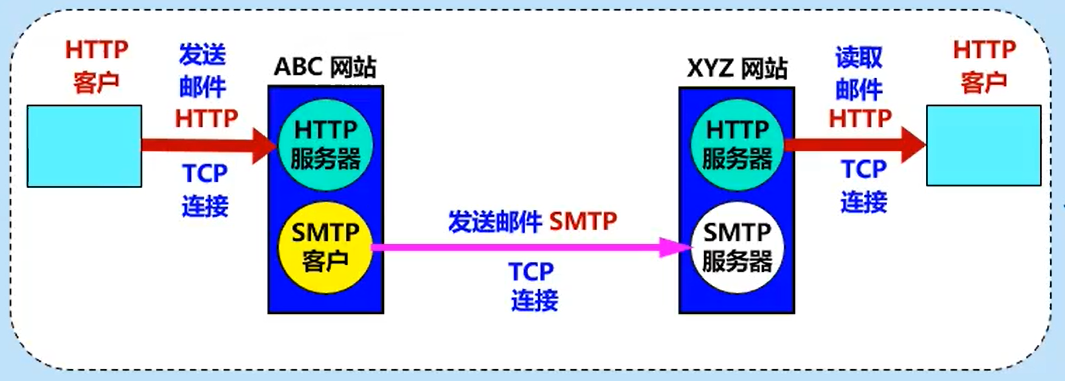 HTTP
客户
发送
邮件
HTTP
TCP
连接
ABC 网站
HTTP
服务器
SMTP
客户
发送邮件 SMTP
TCP
连接
XYZ 网站
HTTP
服务器
SMTP
服务器
读取
邮件
HTTP
TCP
连接
HTTP
客户